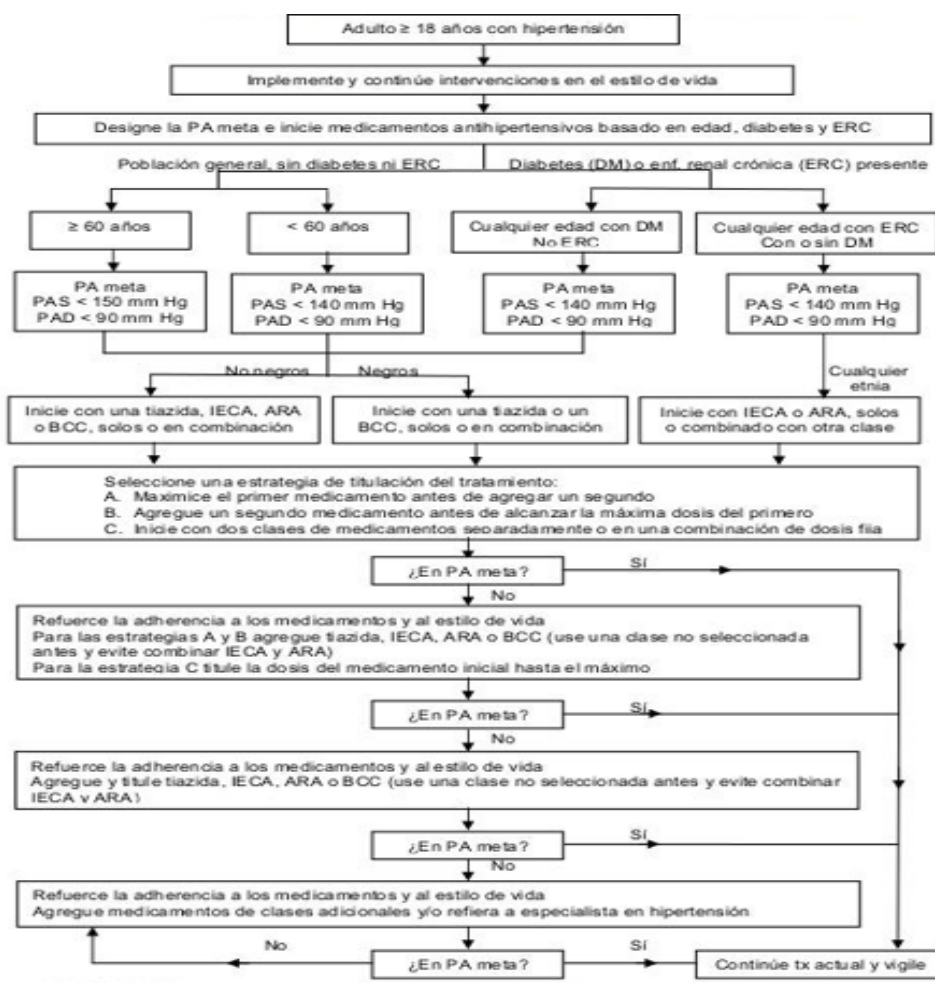 Adulto ≥ 18 años con hipertensión
Implemente y continúe intervenciones en el estilo de vida
Designe la PA meta e inicie medicamentos antihipertensivos basado en edad, diabetes y ERC
Población general, sin diabetes ni ERC
Diabetes (DM) o enf. renal crónica (ERC) presente
≥ 60 años
< 60 años
Cualquier edad con DM
No ERC
Cualquier edad con ERC
Con o sin DM
PA meta
PAS < 150 mm Hg
PAD < 90 mm Hg
PA meta
PAS < 140 mm Hg
PAD < 90 mm Hg
PA meta
PAS < 140 mm Hg
PAD < 90 mm Hg
PA meta
PAS < 140 mm Hg
PAD < 90 mm Hg
No negros
Negros
Cualquier
etnia
Inicie con una tiazida, IECA, ARA
o BCC, solos o en combinación
Inicie con una tiazida o un
BCC, solos o en combinación
Inicie con IECA o ARA, solos
o combinado con otra clase
Seleccione una estrategia de titulación del tratamiento:
A. Maximice el primer medicamento antes de agregar un segundo
B. Agregue un segundo medicamento antes de alcanzar la máxima dosis del primero
C. Inicie con dos clases de medicamentos separadamente o en una combinación de dosis fija
¿En PA meta?
Sí
No
Refuerce la adherencia a los medicamentos y al estilo de vida
Para las estrategias A y B agregue tiazida, IECA, ARA o BCC (use una clase no seleccionada
antes y evite combinar IECA y ARA)
Para la estrategia C titule la dosis del medicamento inicial hasta el máximo
¿En PA meta?
Sí
No
Refuerce la adherencia a los medicamentos y al estilo de vida
Agregue y titule tiazida, IECA, ARA o BCC (use una clase no seleccionada antes y evite combinar
IECA y ARA)
¿En PA meta?
Sí
No
Refuerce la adherencia a los medicamentos y al estilo de vida
Agregue medicamentos de clases adicionales y/o refiera a especialista en hipertensión
No
¿En PA meta?
Sí
Continúe tx actual y vigile